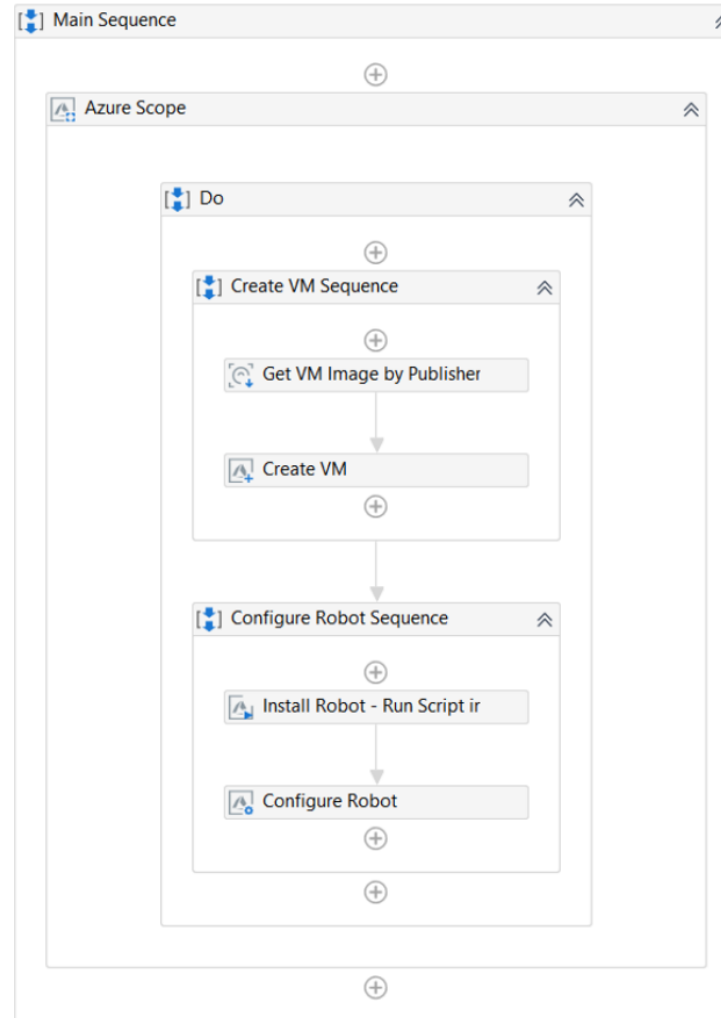 Main Sequence
Azure Scope
Do
Create VM Sequence
Get VM Image by Publisher
Create VM
Configure Robot Sequence
Install Robot - Run Script ir
Configure Robot